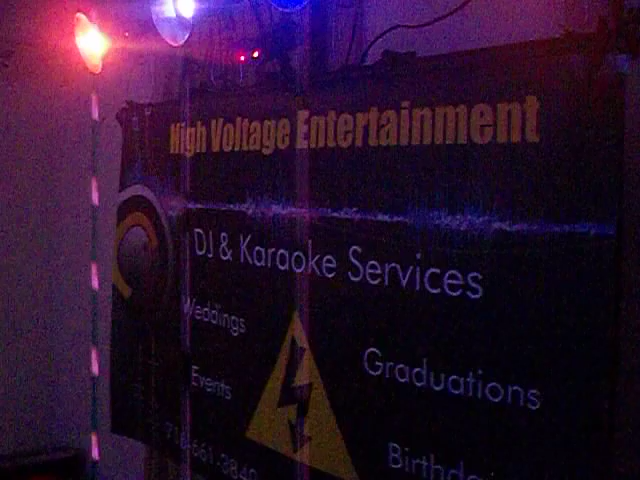 High Voltage Entertainment
DJ & Karaoke Services
Weddings
Graduations
Events